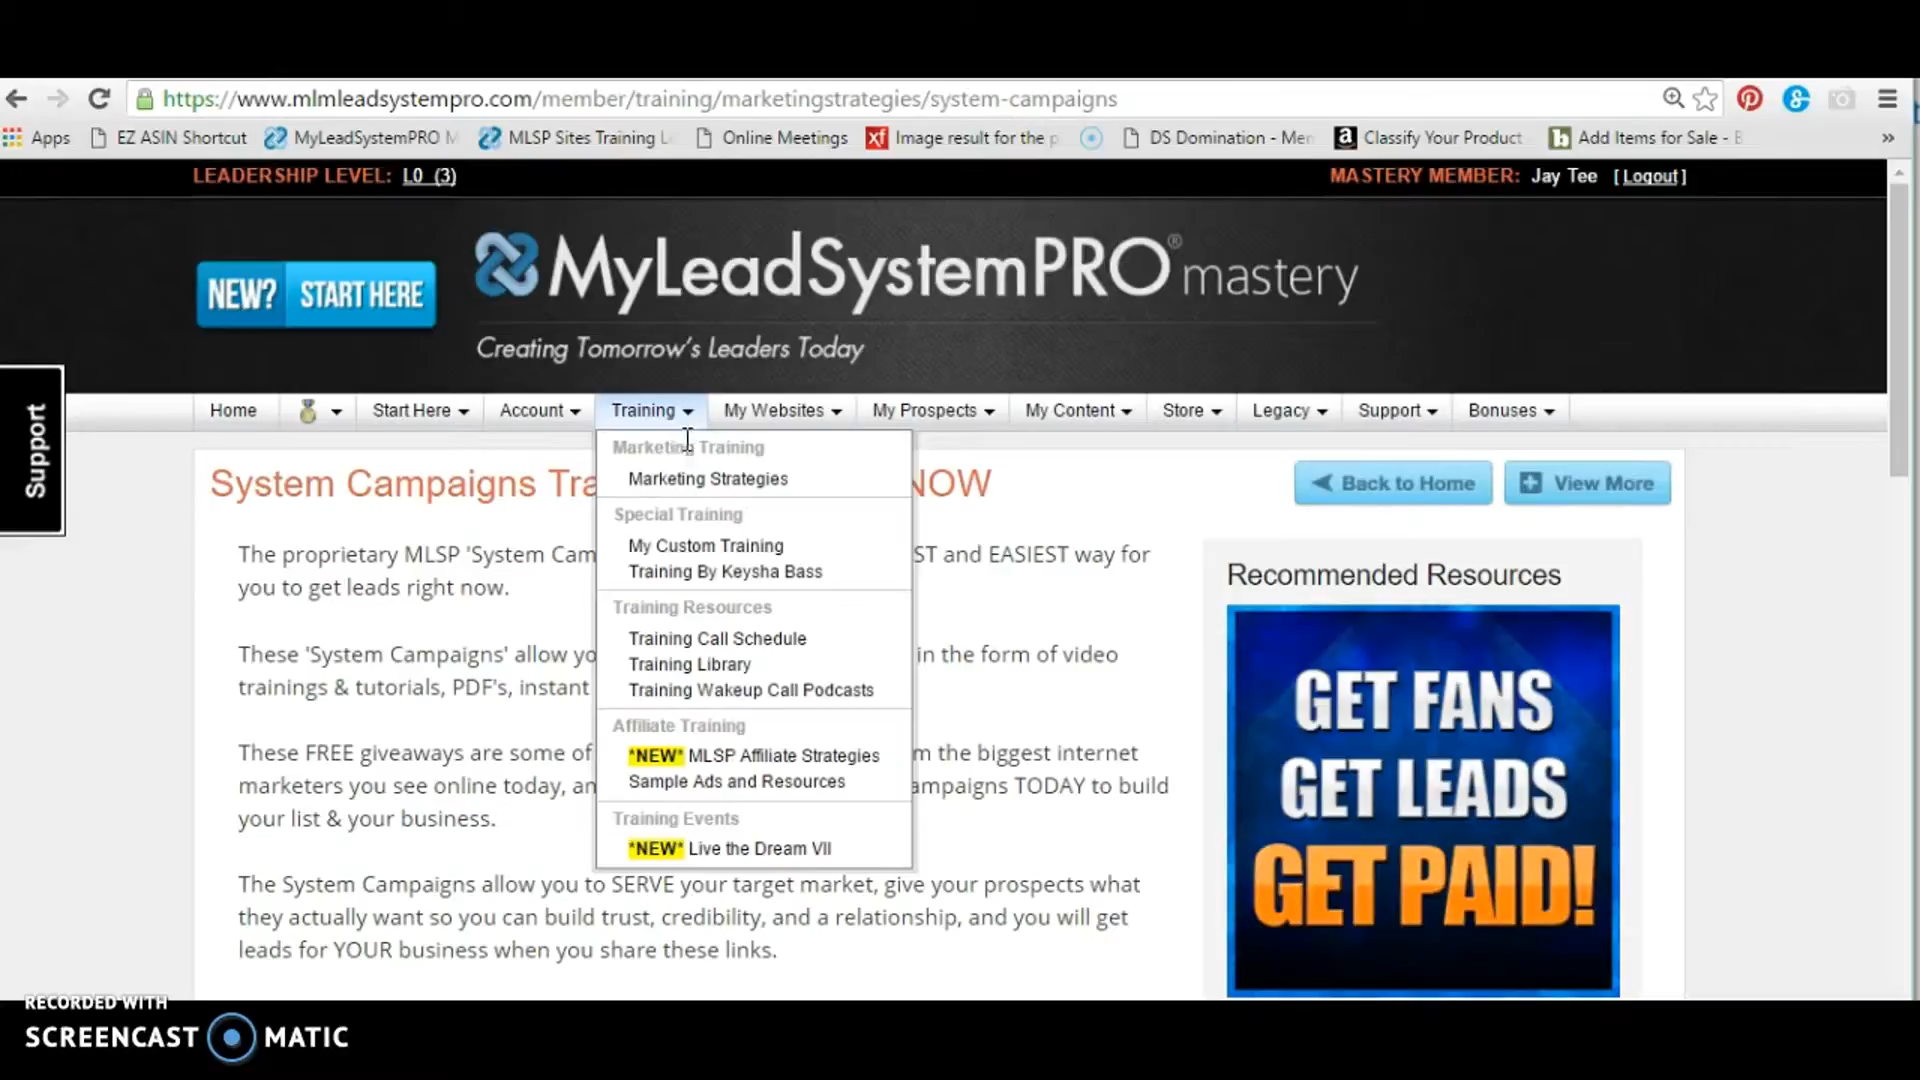 https://www.mlmleadsystempro.com/member/training/marketingstrategies/system-campaigns
Apps EZ ASIN Shortcut MyLeadSystemPRO MLSP Sites Training Online Meetings Image result for the DS Domination - Classify Your Product Add Items for Sale - »
LEADERSHIP LEVEL: L0 (3) MASTERY MEMBER: Jay Tee [Logout]
NEW? START HERE
MyLeadSystemPRO® mastery
Creating Tomorrow's Leaders Today
Support
Home Start Here Account Training My Websites My Prospects My Content Store Legacy Support Bonuses
Marketing Training
Marketing Strategies
Special Training
My Custom Training
Training By Keysha Bass
Training Resources
Training Call Schedule
Training Library
Training Wakeup Call Podcasts
Affiliate Training
*NEW* MLSP Affiliate Strategies
Sample Ads and Resources
Training Events
*NEW* Live the Dream VII
System Campaigns NOW
Back to Home View More
The proprietary MLSP 'System and EASIEST way for
you to get leads right now.
These 'System Campaigns' allow in the form of video
trainings & tutorials, PDF's, instant
These FREE giveaways are some of the biggest internet
marketers you see online today, TODAY to build
your list & your business.
The System Campaigns allow you to SERVE your target market, give your prospects what
they actually want so you can build trust, credibility, and a relationship, and you will get
leads for YOUR business when you share these links.
Recommended Resources
GET FANS
GET LEADS
GET PAID!
RECORDED WITH
SCREENCAST MATIC